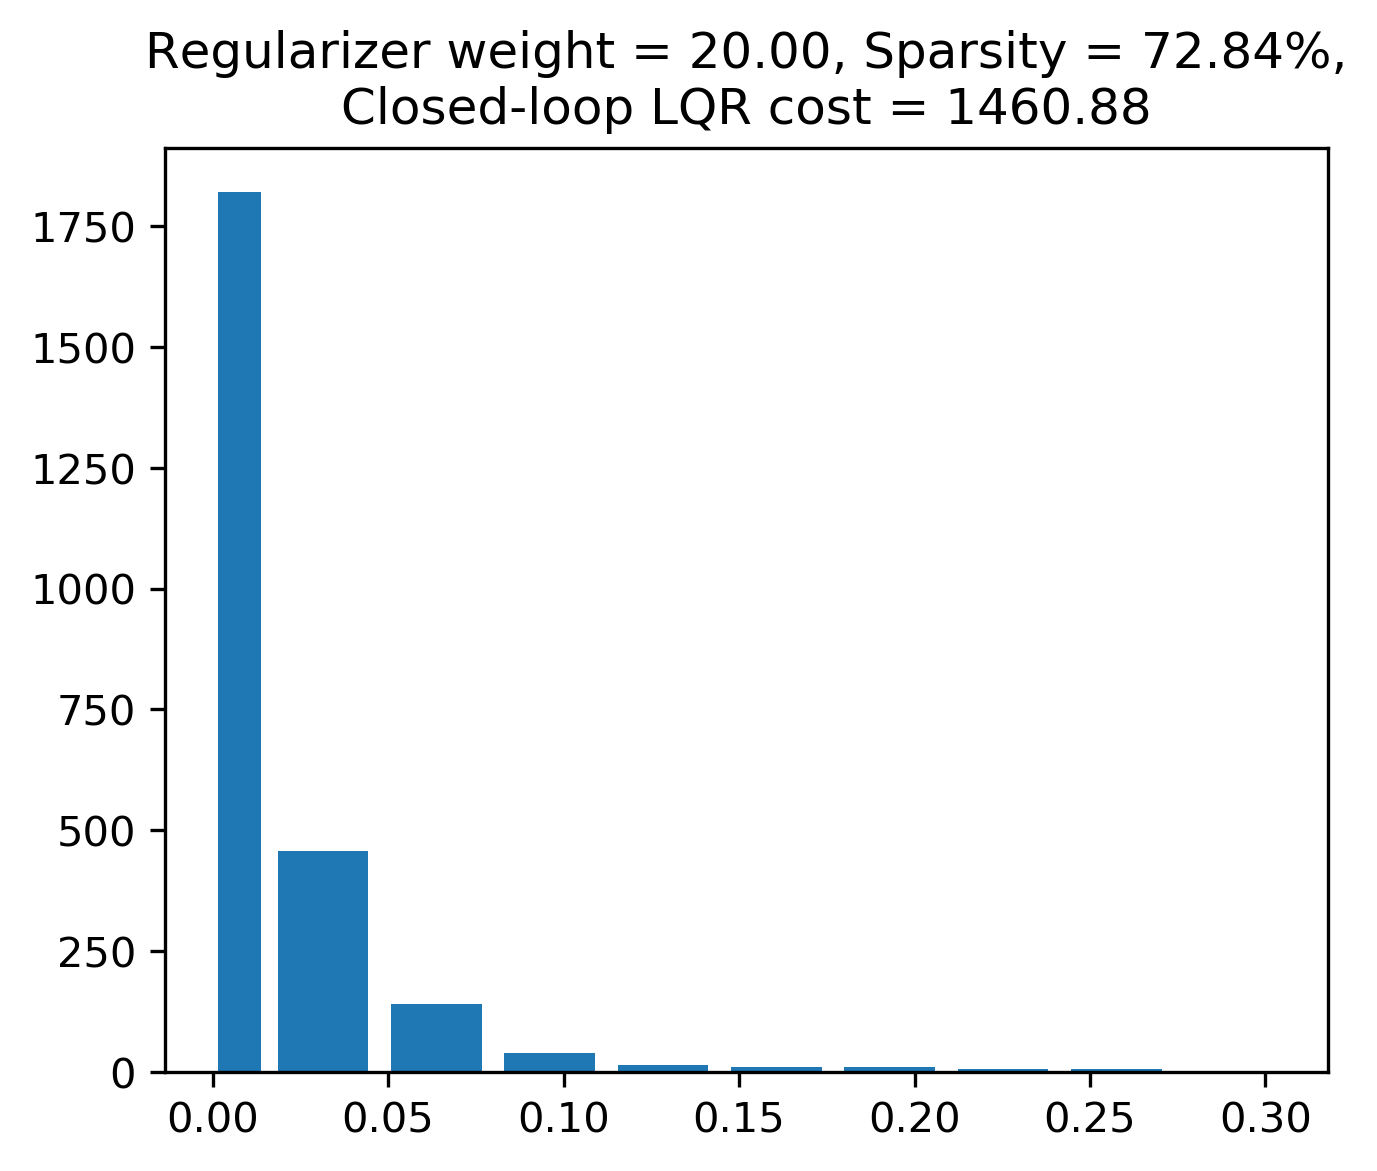 Regularizer weight = 20.00, Sparsity = 72.84%,
Closed-loop LQR cost = 1460.88
1750
1500
1250
1000
750
500
250
0
0.00 0.05 0.10 0.15 0.20 0.25 0.30